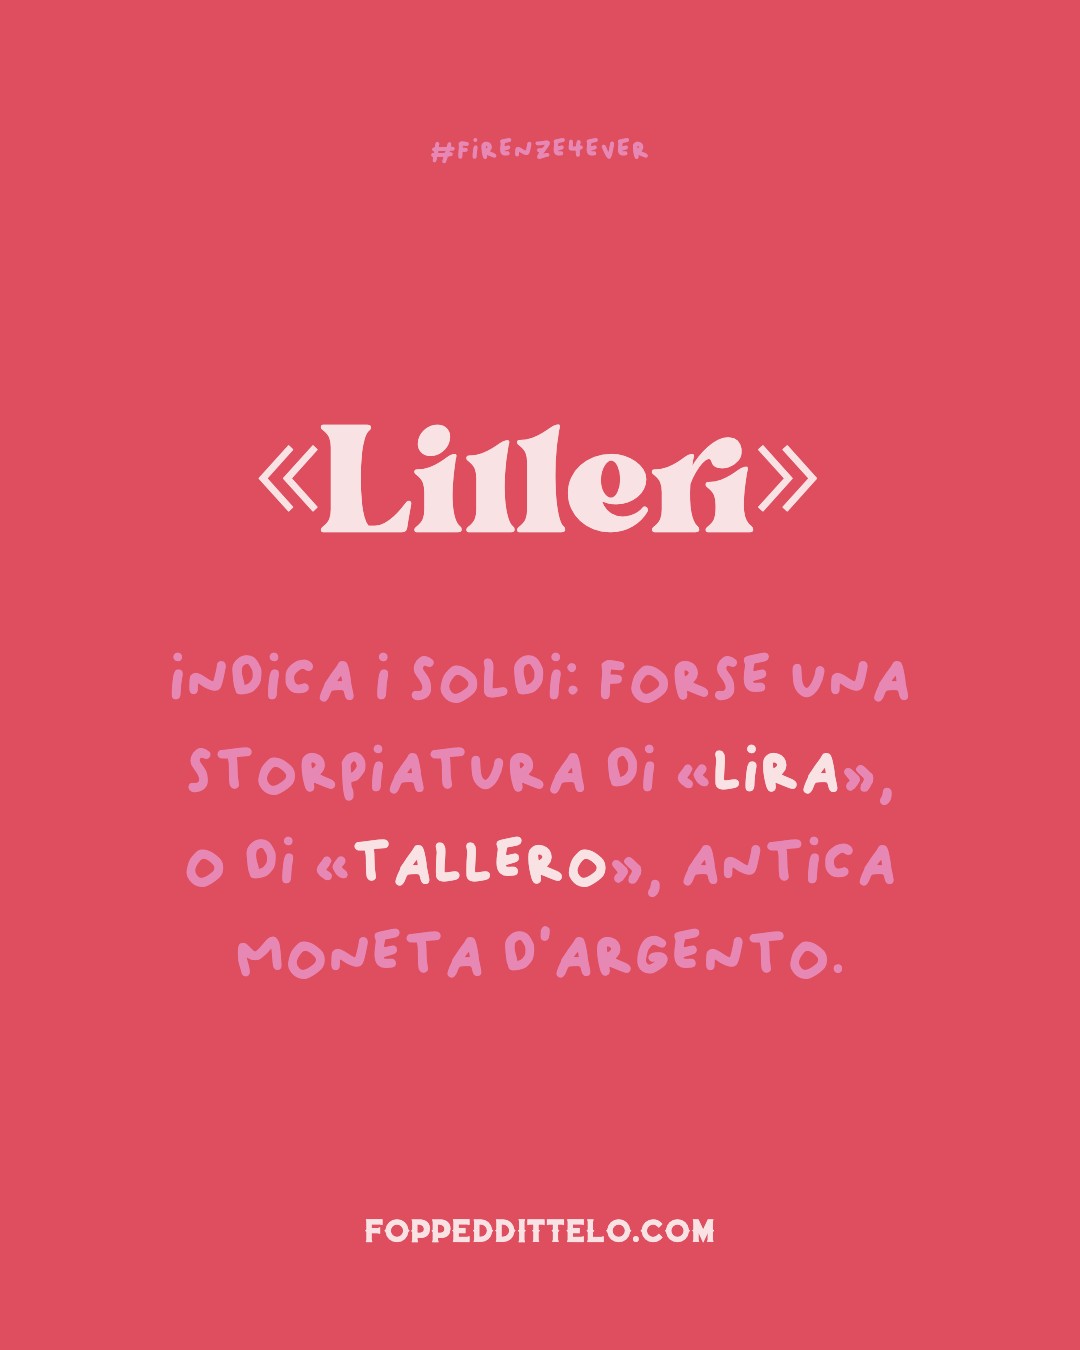 #FiRENZE4EVER
«Lilleri»
iNDiCA i SOLDi: FORSE UNA
STORPiATURA Di «LiRA»,
O Di «TALLERO», ANTiCA
MONETA D'ARGENTO.
FOPPEDDITTELO.COM